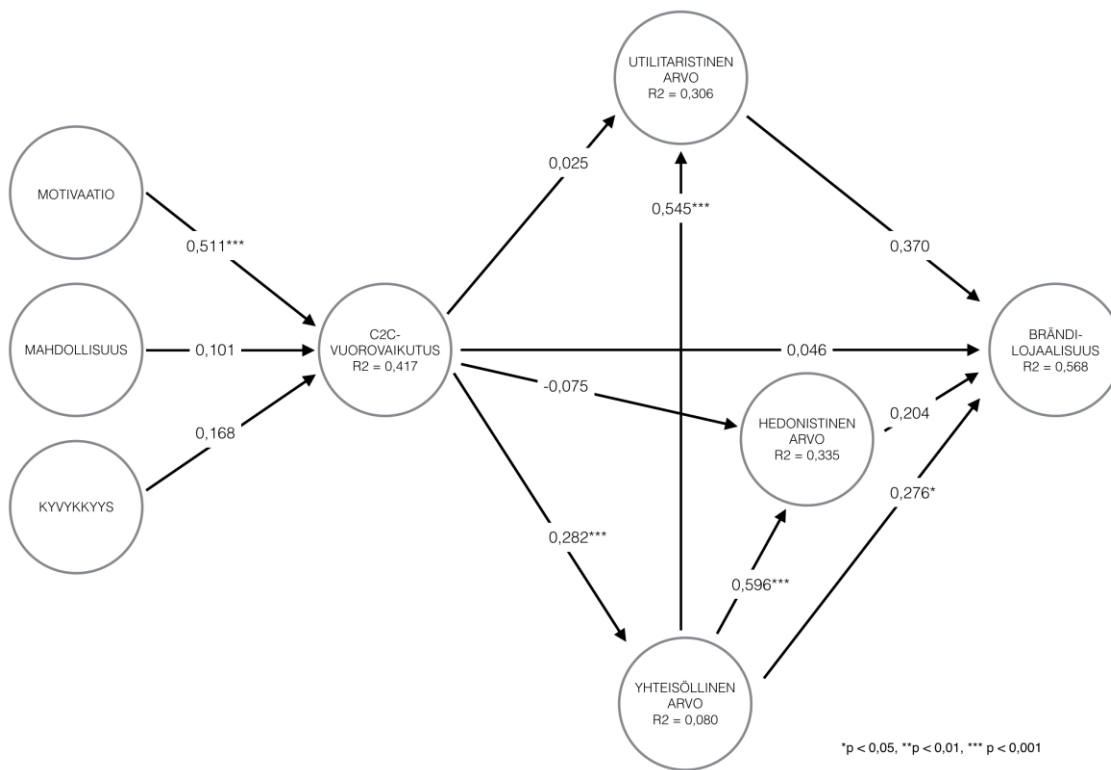 UTILITARISTINEN
ARVO
R2 = 0,306
MOTIVAATIO
0,025
0,545***
0,511***
0,370
MAHDOLLISUUS
0,101
C2C-
VUOROVAIKUTUS
R2 = 0,417
0,046
BRÄNDI-
LOJAALISUUS
R2 = 0,568
-0,075
0,204
HEDONISTINEN
ARVO
R2 = 0,335
0,168
KYVYKKYYS
0,276*
0,282***
0,596***
YHTEISÖLLINEN
ARVO
R2 = 0,080
*p < 0,05, **p < 0,01, *** p < 0,001